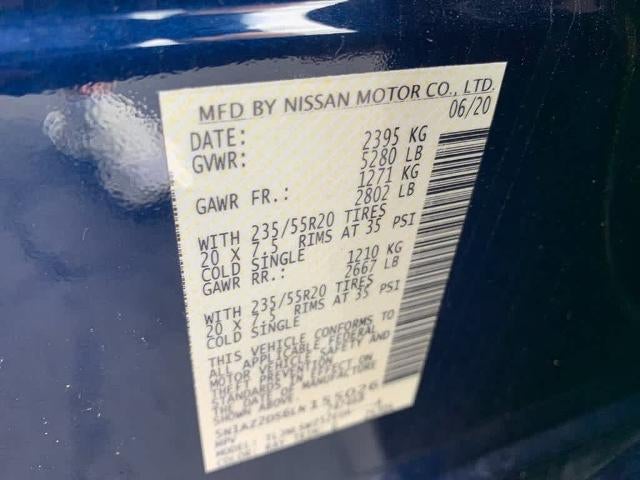 MFD BY NISSAN MOTOR CO., LTD.
DATE: 06/20
GVWR: 2395 KG
5280 LB
GAWR FR.: 1271 KG
2802 LB
WITH 235/55R20 TIRES
20 X 7.5 RIMS AT 35 PSI
COLD SINGLE
GAWR RR.: 1210 KG
2667 LB
WITH 235/55R20 TIRES
20 X 7.5 RIMS AT 35 PSI
COLD SINGLE
THIS VEHICLE CONFORMS TO
ALL APPLICABLE FEDERAL
MOTOR VEHICLE SAFETY AND
THEFT PREVENTION
STANDARDS IN EFFECT ON
THE DATE OF MANUFACTURE
SHOWN ABOVE.
MPV